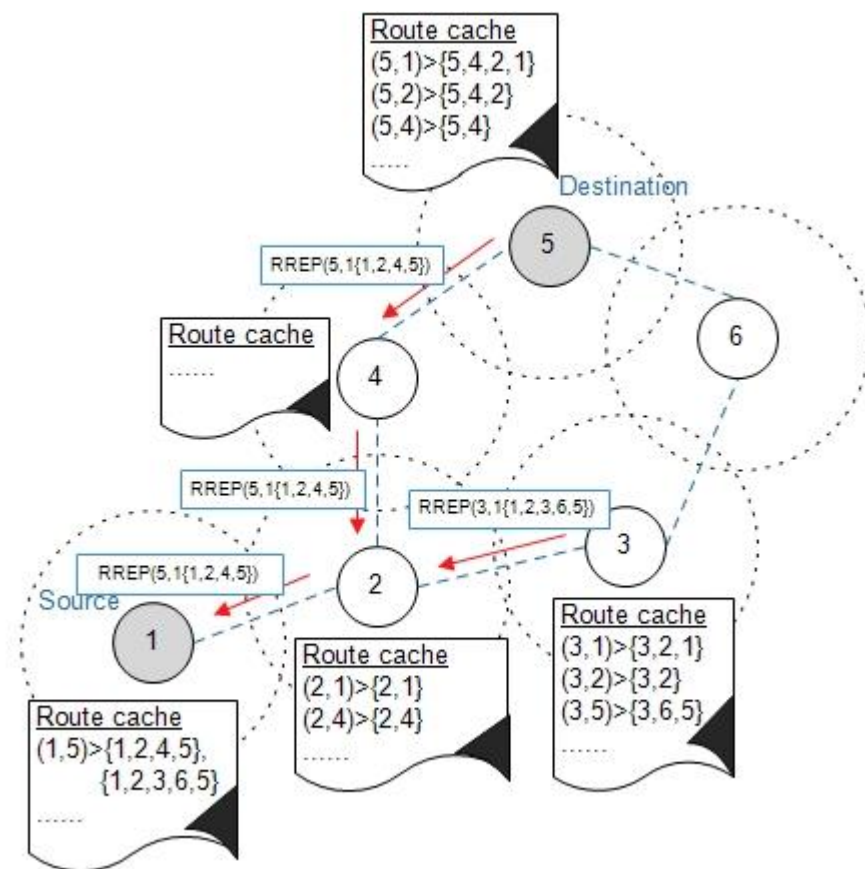 Route cache
(5,1)>{5,4,2,1}
(5,2)>{5,4,2}
(5,4)>{5,4}
.....
Destination
5
RREP(5,1{1,2,4,5})
6
Route cache
......
4
RREP(5,1{1,2,4,5})
RREP(3,1{1,2,3,6,5})
3
RREP(5,1{1,2,4,5})
2
Source
1
Route cache
(3,1)>{3,2,1}
(3,2)>{3,2}
(3,5)>{3,6,5}
......
Route cache
(2,1)>{2,1}
(2,4)>{2,4}
......
Route cache
(1,5)>{1,2,4,5},
{1,2,3,6,5}
......